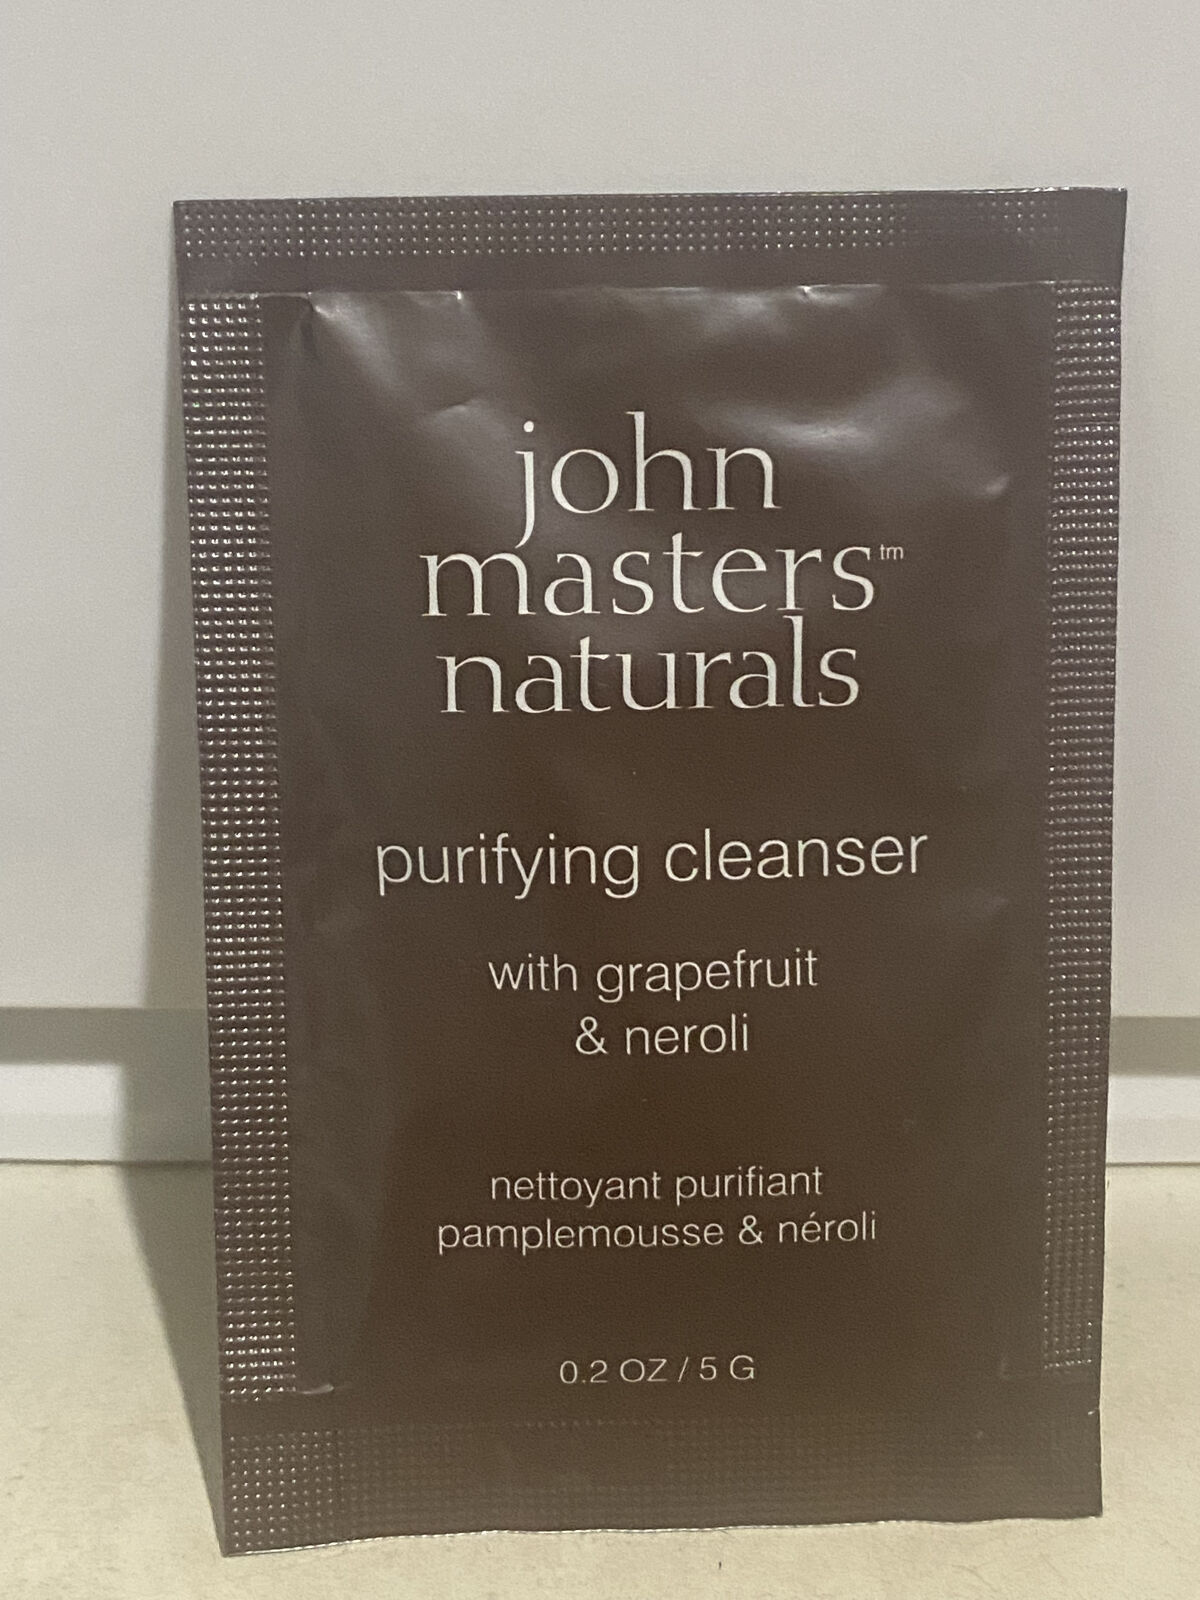 john
masters™
naturals
purifying cleanser
with grapefruit
& neroli
nettoyant purifiant
pamplemousse & néroli
0.2 OZ / 5 G